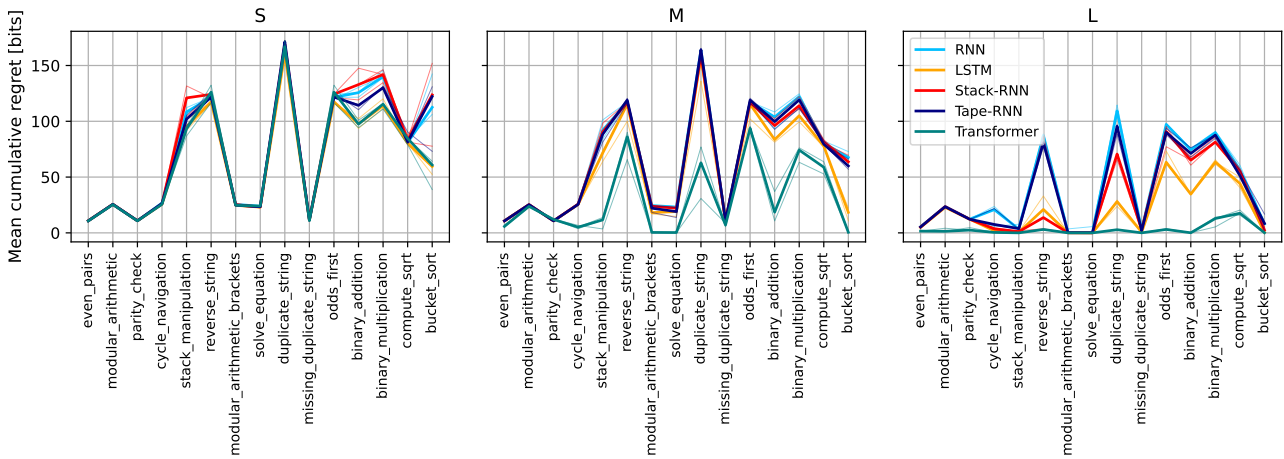 S
M
L
Mean cumulative regret [bits]
150
100
50
0
RNN
LSTM
Stack-RNN
Tape-RNN
Transformer
even_pairs
modular_arithmetic
parity_check
cycle_navigation
stack_manipulation
reverse_string
modular_arithmetic_brackets
solve_equation
duplicate_string
missing_duplicate_string
odds_first
binary_addition
binary_multiplication
compute_sqrt
bucket_sort
even_pairs
modular_arithmetic
parity_check
cycle_navigation
stack_manipulation
reverse_string
modular_arithmetic_brackets
solve_equation
duplicate_string
missing_duplicate_string
odds_first
binary_addition
binary_multiplication
compute_sqrt
bucket_sort
even_pairs
modular_arithmetic
parity_check
cycle_navigation
stack_manipulation
reverse_string
modular_arithmetic_brackets
solve_equation
duplicate_string
missing_duplicate_string
odds_first
binary_addition
binary_multiplication
compute_sqrt
bucket_sort